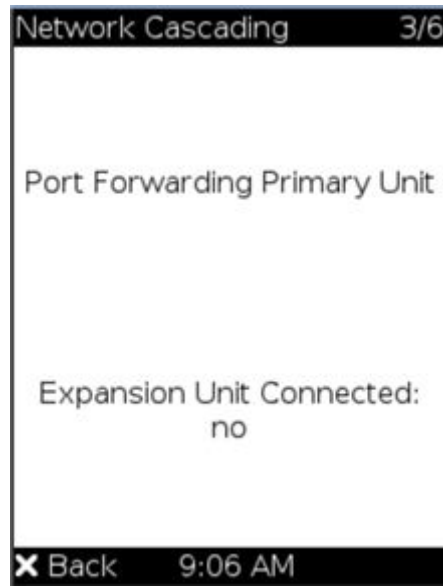 Network Cascading 3/6
Port Forwarding Primary Unit
Expansion Unit Connected:
no
Back 9:06 AM